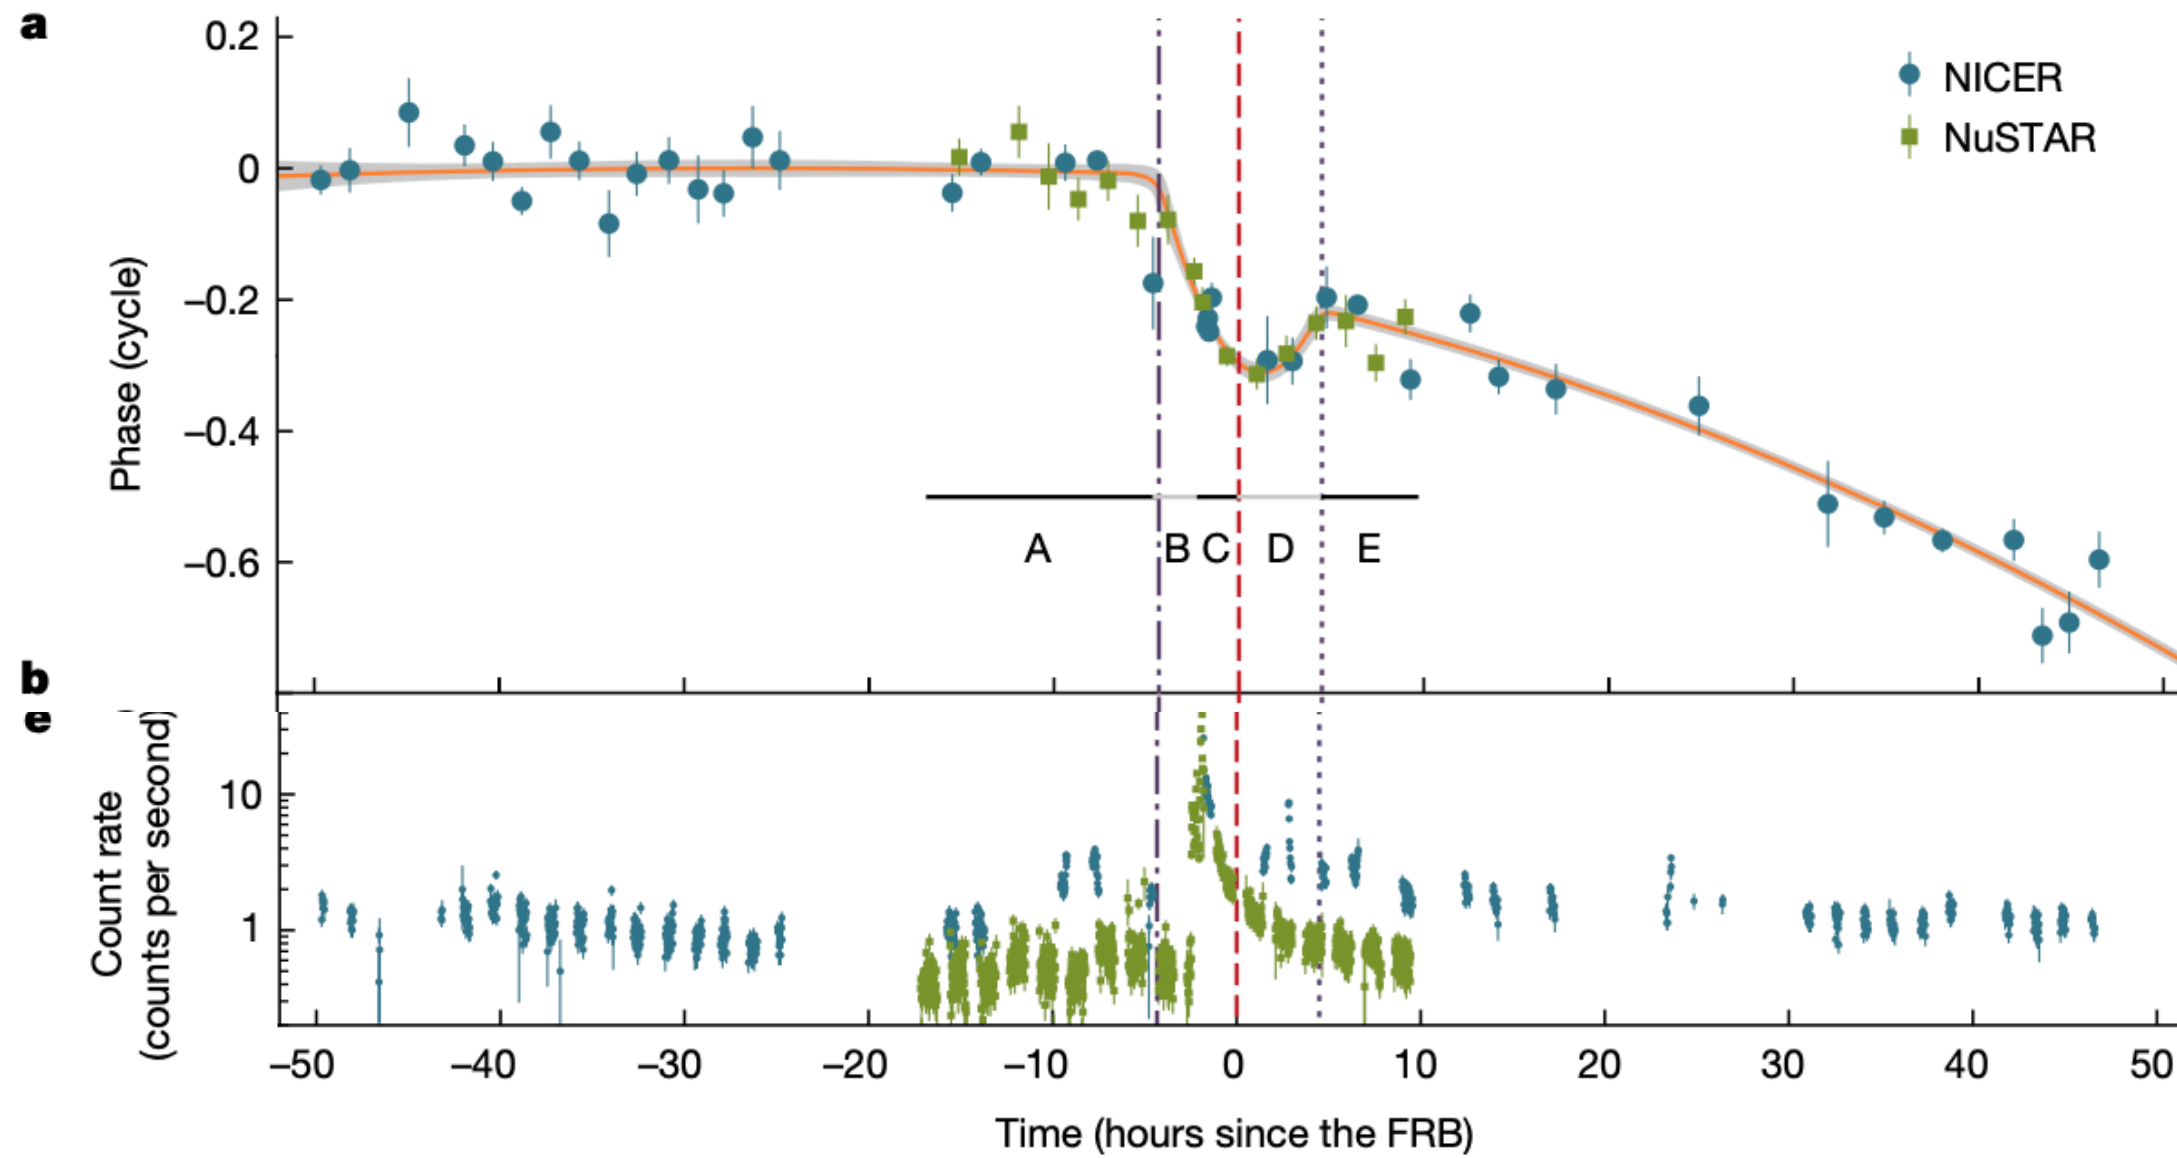 a
0.2
0
–0.2
–0.4
–0.6
Phase (cycle)
NICER
NuSTAR
A B C D E
b
e
Count rate
(counts per second)
10
1
–50 –40 –30 –20 –10 0 10 20 30 40 50
Time (hours since the FRB)